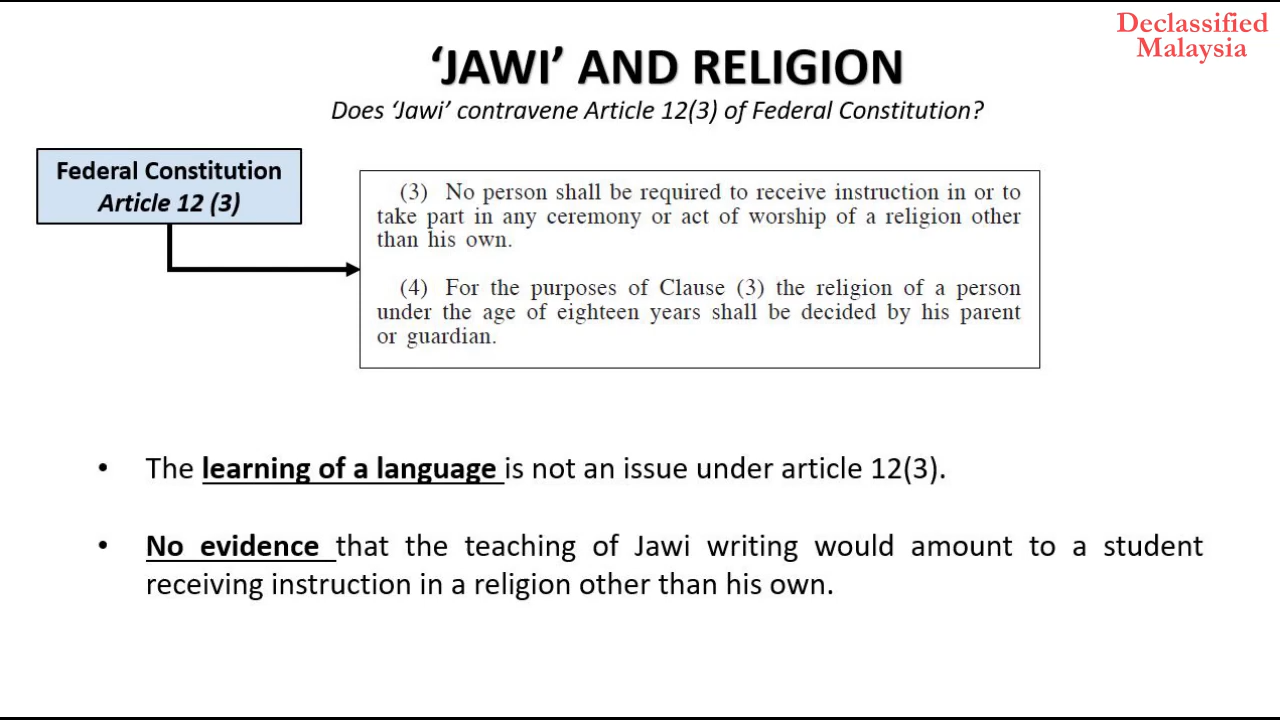 Declassified
Malaysia
‘JAWI’ AND RELIGION
Does ‘Jawi’ contravene Article 12(3) of Federal Constitution?
Federal Constitution
Article 12 (3)
(3) No person shall be required to receive instruction in or to
take part in any ceremony or act of worship of a religion other
than his own.
(4) For the purposes of Clause (3) the religion of a person
under the age of eighteen years shall be decided by his parent
or guardian.
• The learning of a language is not an issue under article 12(3).
• No evidence that the teaching of Jawi writing would amount to a student
receiving instruction in a religion other than his own.